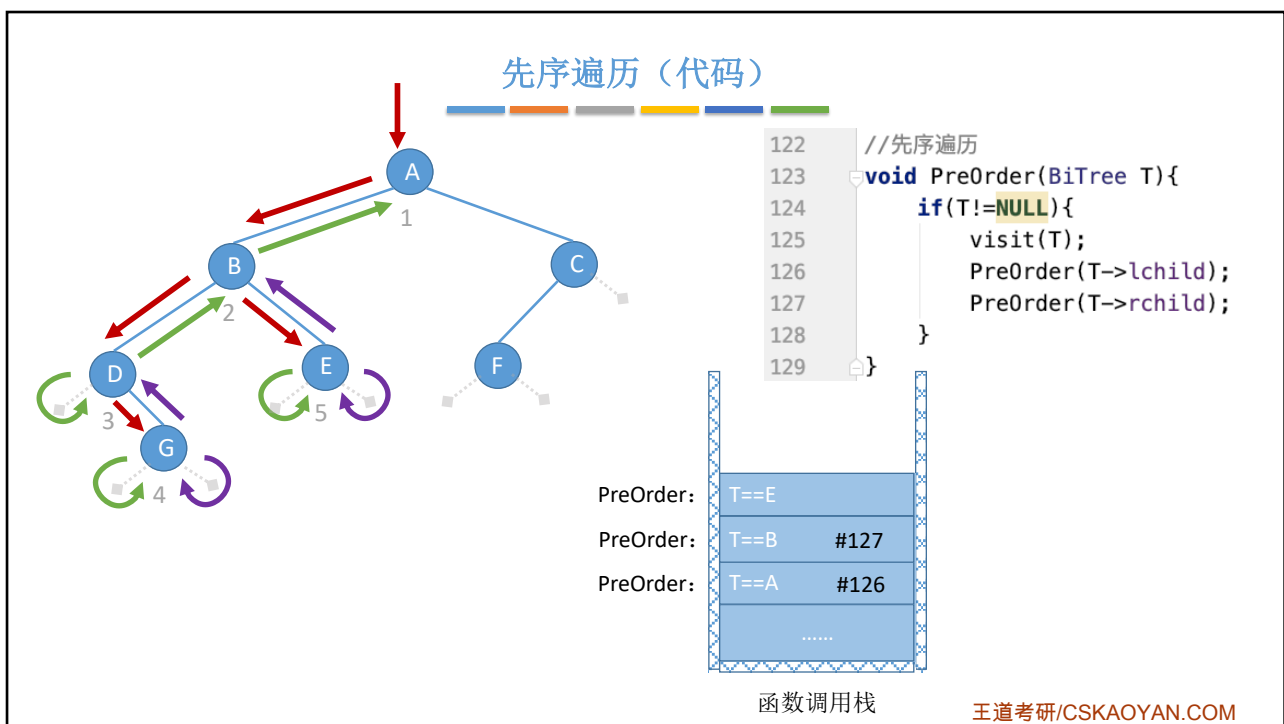 先序遍历（代码）
A
1
B
2
C
D
3
E
5
F
G
4
122 //先序遍历
123 void PreOrder(BiTree T){
124 if(T!=NULL){
125 visit(T);
126 PreOrder(T->lchild);
127 PreOrder(T->rchild);
128 }
129 }
PreOrder： T==E
PreOrder： T==B #127
PreOrder： T==A #126
……
函数调用栈
王道考研/CSKAOYAN.COM